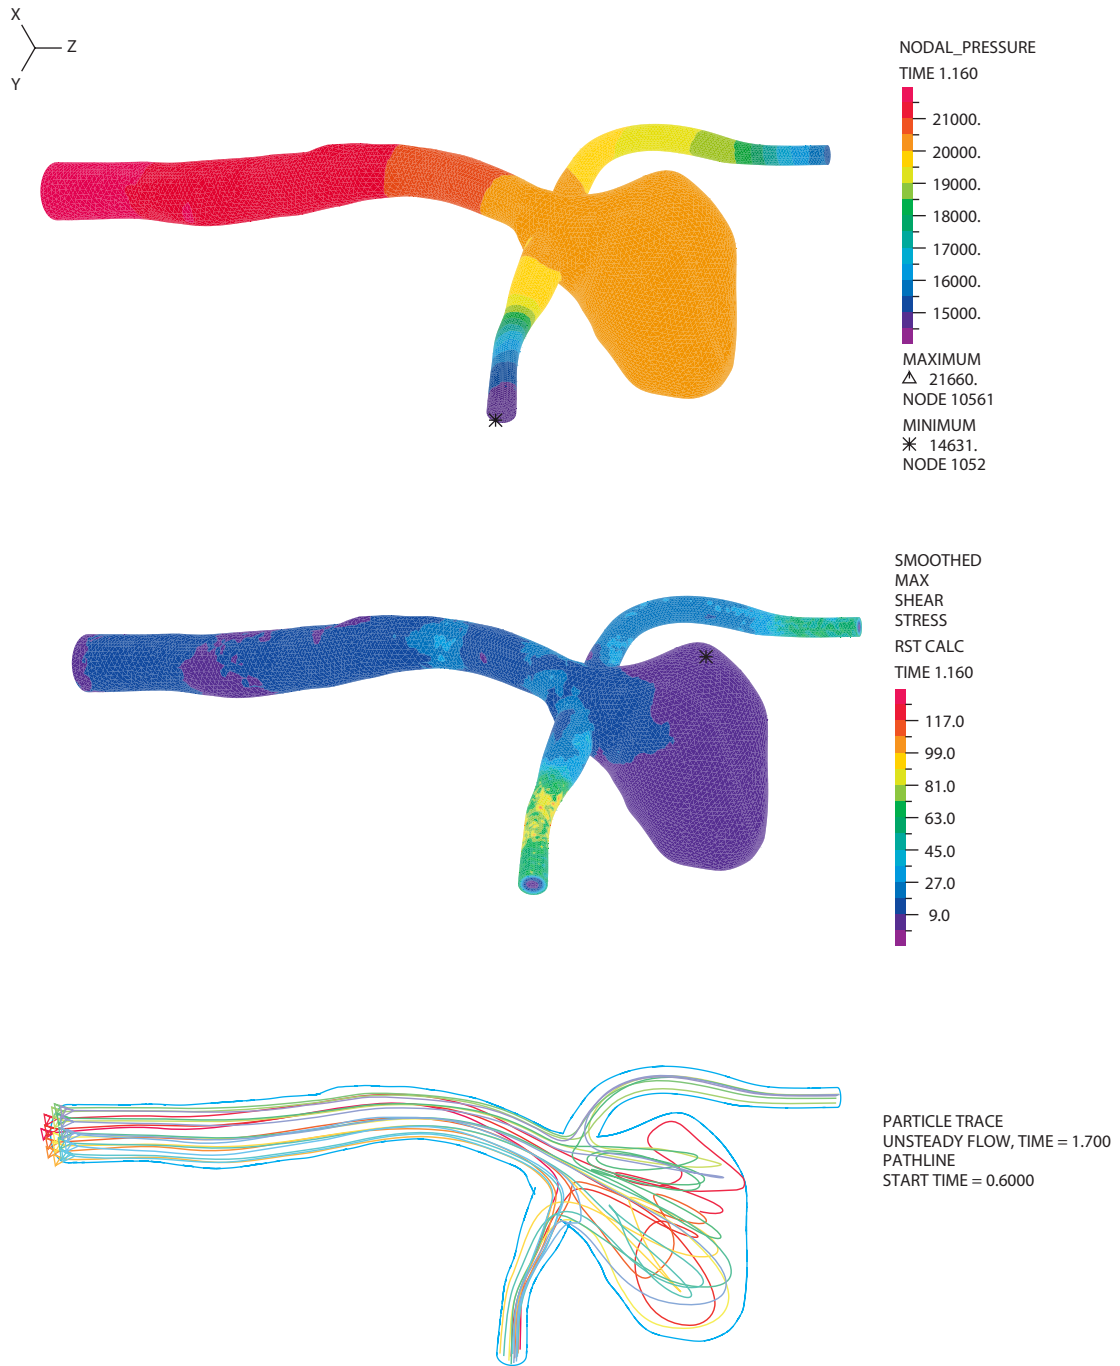 X
Z
Y
NODAL_PRESSURE
TIME 1.160
21000.
20000.
19000.
18000.
17000.
16000.
15000.
MAXIMUM
21660.
NODE 10561
MINIMUM
14631.
NODE 1052
SMOOTHED
MAX
SHEAR
STRESS
RST CALC
TIME 1.160
117.0
99.0
81.0
63.0
45.0
27.0
9.0
PARTICLE TRACE
UNSTEADY FLOW, TIME = 1.700
PATHLINE
START TIME = 0.6000